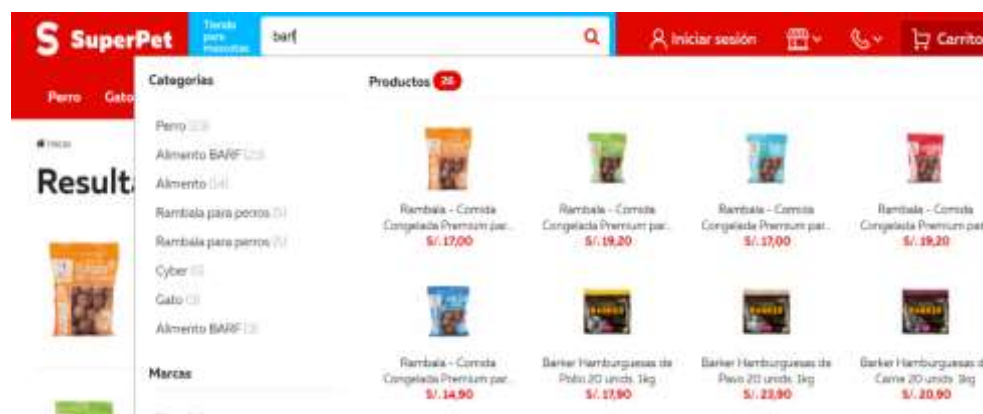 SuperPet
Tienda
para
mascotas
barf
Iniciar sesión
Carrito
Perro Gato
Inicio
Result
Categorías
Perro
Alimento BARF
Alimento
Rambala para perros
Rambala para perros
Cyber
Gato
Alimento BARF
Marcas
Productos 26
Rambala - Comida
Congelada Premium par...
S/. 17,00
Rambala - Comida
Congelada Premium par...
S/. 19,20
Rambala - Comida
Congelada Premium par...
S/. 17,00
Rambala - Comida
Congelada Premium par
S/. 19,20
Rambala - Comida
Congelada Premium par...
S/. 14,90
Barker Hamburguesas de
Pollo 20 unids. 1kg
S/. 17,90
Barker Hamburguesas de
Pavo 20 unids. 1kg
S/. 23,90
Barker Hamburguesas d
Carne 20 unids. 1kg
S/. 20,90